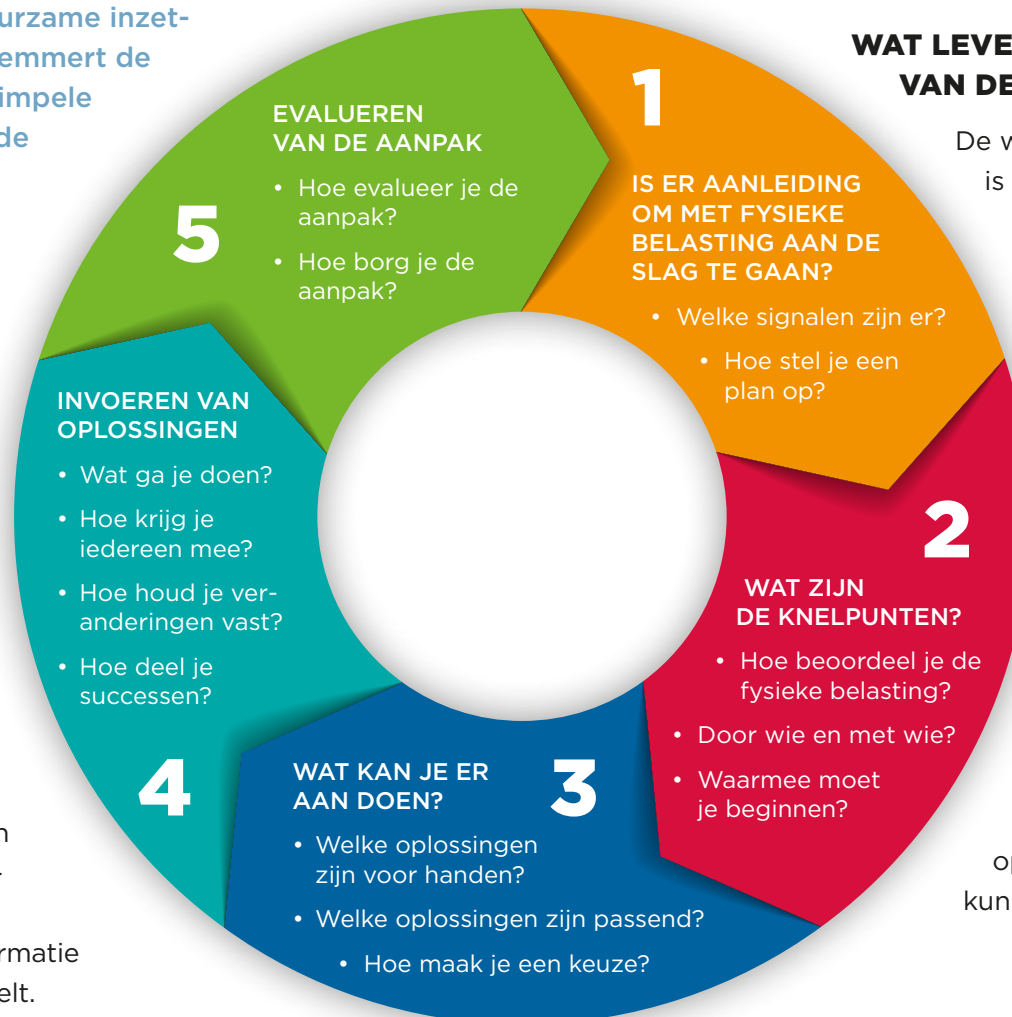 urzame inzet-
emmert de
impele
de
WAT LEVE
VAN DE
De w
is
1
IS ER AANLEIDING
OM MET FYSIEKE
BELASTING AAN DE
SLAG TE GAAN?
• Welke signalen zijn er?
• Hoe stel je een
plan op?
2
WAT ZIJN
DE KNELPUNTEN?
• Hoe beoordeel je de
fysieke belasting?
• Door wie en met wie?
• Waarmee moet
je beginnen?
3
WAT KAN JE ER
AAN DOEN?
• Welke oplossingen
zijn voor handen?
• Welke oplossingen zijn passend?
• Hoe maak je een keuze?
4
INVOEREN VAN
OPLOSSINGEN
• Wat ga je doen?
• Hoe krijg je
iedereen mee?
• Hoe houd je ver-
anderingen vast?
• Hoe deel je
successen?
5
EVALUEREN
VAN DE AANPAK
• Hoe evalueer je de
aanpak?
• Hoe borg je de
aanpak?
rmatie
elt.
op
kun